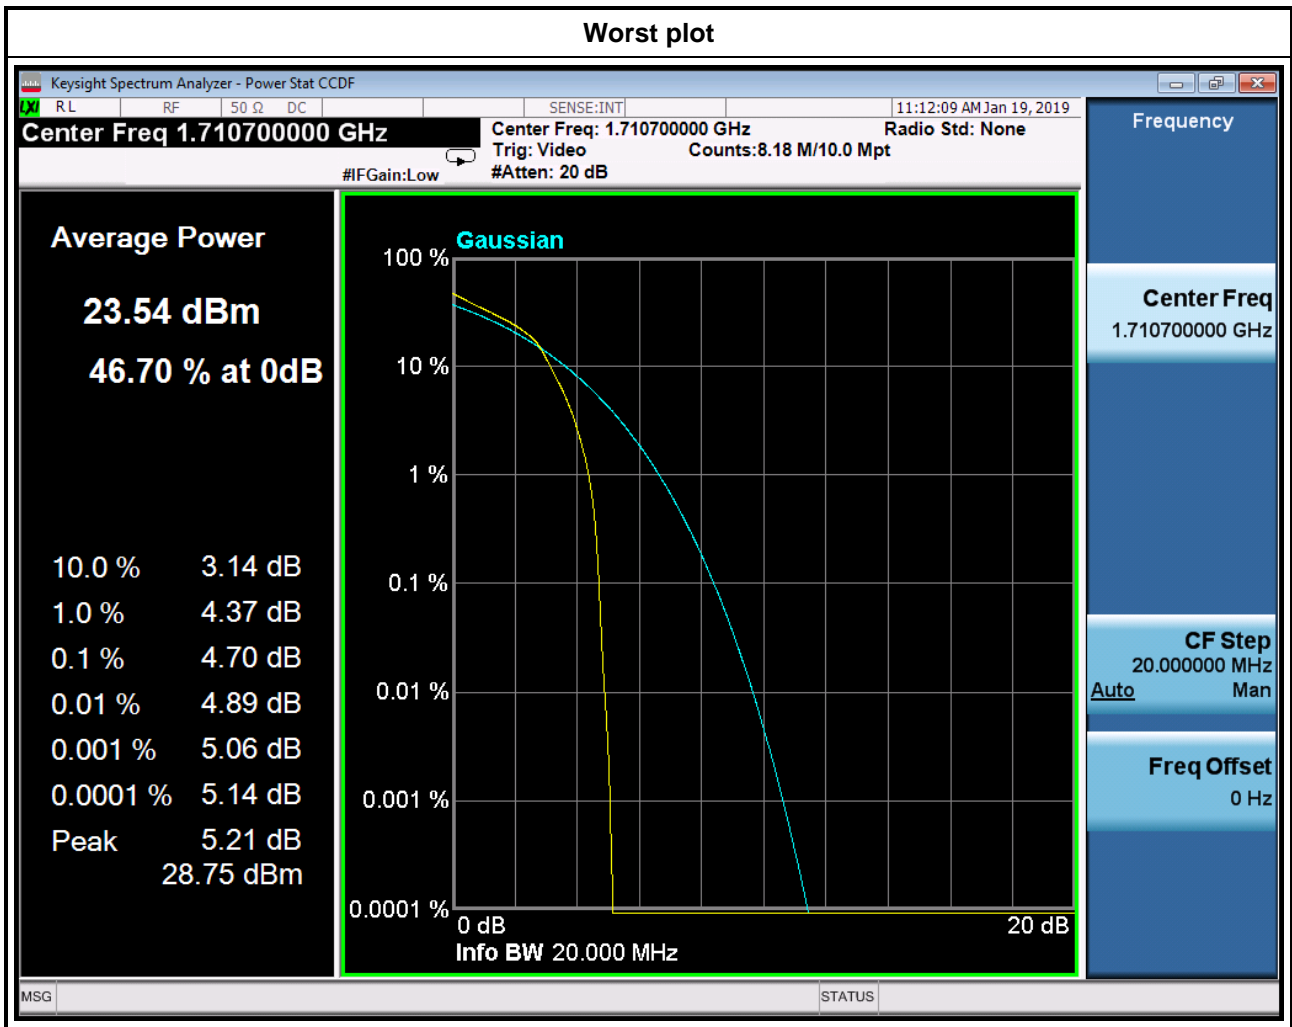 Worst plot
Keysight Spectrum Analyzer - Power Stat CCDF
LXI RL RF 50 Ω DC SENSE:INT 11:12:09 AM Jan 19, 2019
Center Freq 1.710700000 GHz
Center Freq: 1.710700000 GHz Radio Std: None
Trig: Video Counts:8.18 M/10.0 Mpt
#IFGain:Low #Atten: 20 dB
Average Power
23.54 dBm
46.70 % at 0dB
10.0 % 3.14 dB
1.0 % 4.37 dB
0.1 % 4.70 dB
0.01 % 4.89 dB
0.001 % 5.06 dB
0.0001 % 5.14 dB
Peak 5.21 dB
28.75 dBm
Gaussian
100 %
10 %
1 %
0.1 %
0.01 %
0.001 %
0.0001 %
0 dB 20 dB
Info BW 20.000 MHz
Frequency
Center Freq
1.710700000 GHz
CF Step
20.000000 MHz
Auto Man
Freq Offset
0 Hz
MSG STATUS